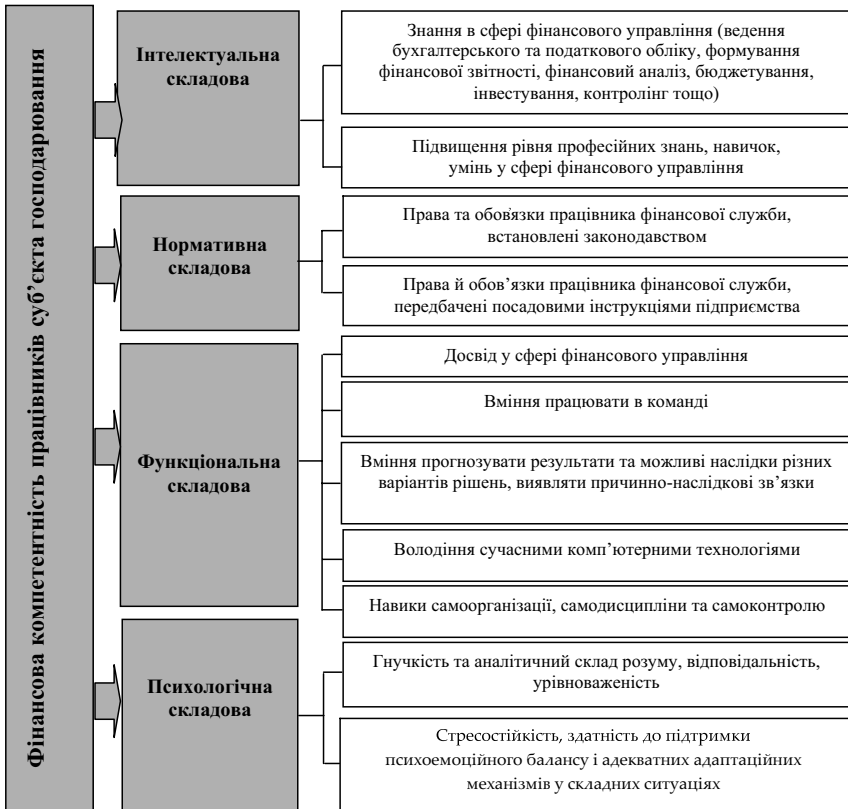 Фінансова компетентність працівників суб’єкта господарювання
Інтелектуальна
складова
Знання в сфері фінансового управління (ведення
бухгалтерського та податкового обліку, формування
фінансової звітності, фінансовий аналіз, бюджетування,
інвестування, контролінг тощо)
Підвищення рівня професійних знань, навичок,
умінь у сфері фінансового управління
Нормативна
складова
Права та обов'язки працівника фінансової служби,
встановлені законодавством
Права й обов’язки працівника фінансової служби,
передбачені посадовими інструкціями підприємства
Функціональна
складова
Досвід у сфері фінансового управління
Вміння працювати в команді
Вміння прогнозувати результати та можливі наслідки різних
варіантів рішень, виявляти причинно-наслідкові зв’язки
Володіння сучасними комп’ютерними технологіями
Навики самоорганізації, самодисципліни та самоконтролю
Психологічна
складова
Гнучкість та аналітичний склад розуму, відповідальність,
урівноваженість
Стресостійкість, здатність до підтримки
психоемоційного балансу і адекватних адаптаційних
механізмів у складних ситуаціях